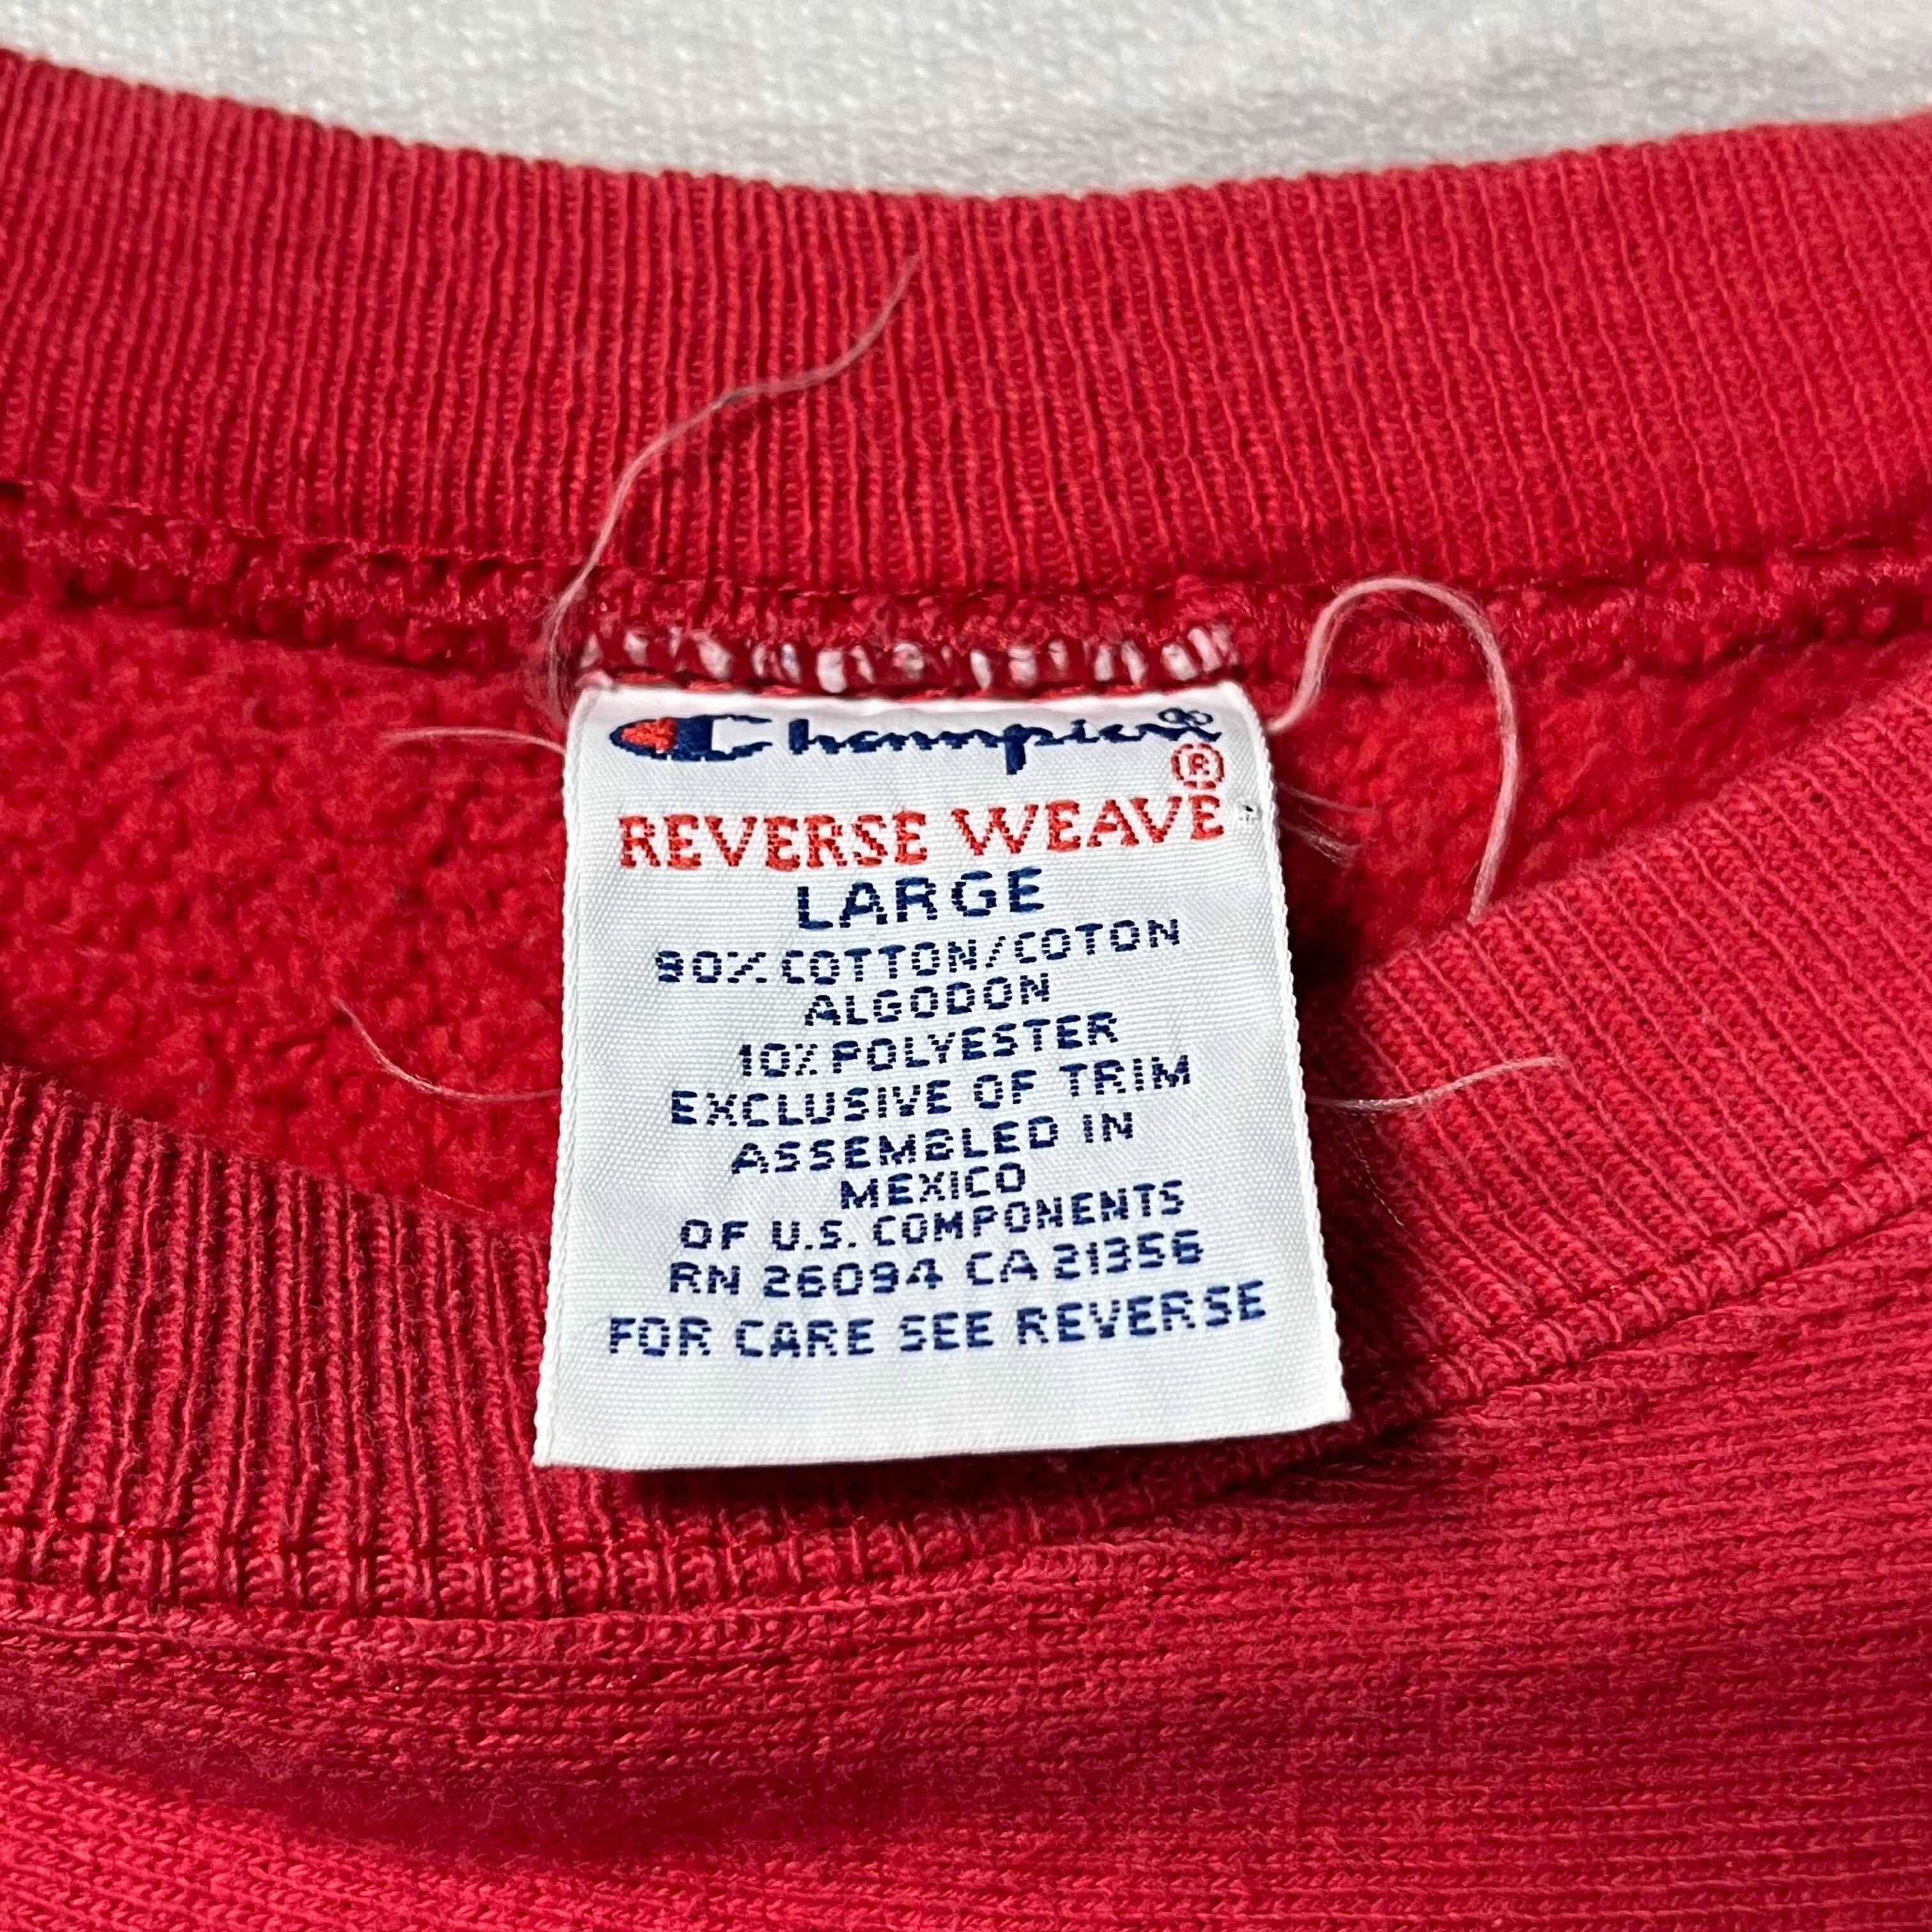 Champion®
REVERSE WEAVE®
LARGE
90% COTTON/COTON
ALGODON
10% POLYESTER
EXCLUSIVE OF TRIM
ASSEMBLED IN
MEXICO
OF U.S. COMPONENTS
RN 26094 CA 21356
FOR CARE SEE REVERSE